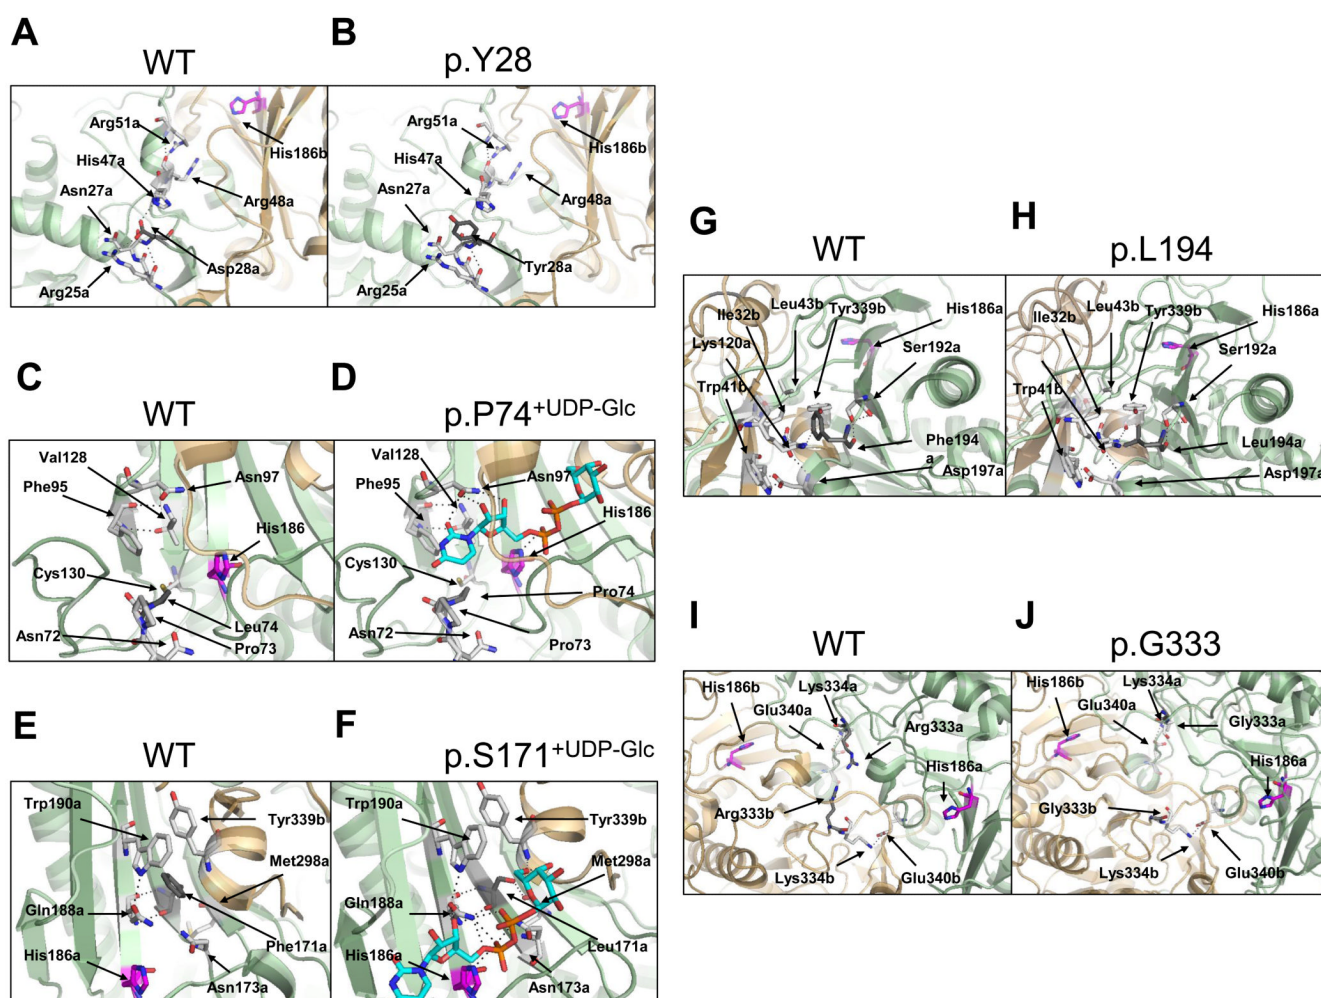 A
WT
B
p.Y28
Arg51a
His47a
Asn27a
His186b
Arg48a
Asp28a
Arg25a
Arg51a
His47a
Asn27a
His186b
Arg48a
Tyr28a
Arg25a
C
WT
D
p.P74+UDP-Glc
Val128
Phe95
Asn97
His186
Cys130
Asn72
Leu74
Pro73
Val128
Phe95
Asn97
His186
Cys130
Pro74
Asn72
Pro73
E
WT
F
p.S171+UDP-Glc
Trp190a
Tyr339b
Met298a
Gln188a
Phe171a
His186a
Asn173a
Trp190a
Tyr339b
Met298a
Gln188a
Leu171a
His186a
Asn173a
G
WT
H
p.L194
Leu43b
Ile32b
Tyr339b
His186a
Lys120a
Ser192a
Trp41b
Phe194
a
Asp197a
Leu43b
Ile32b
Tyr339b
His186a
Ser192a
Trp41b
Leu194a
Asp197a
I
WT
J
p.G333
His186b
Lys334a
Glu340a
Arg333a
His186a
Arg333b
Lys334b
Glu340b
His186b
Lys334a
Glu340a
Gly333a
His186a
Gly333b
Lys334b
Glu340b